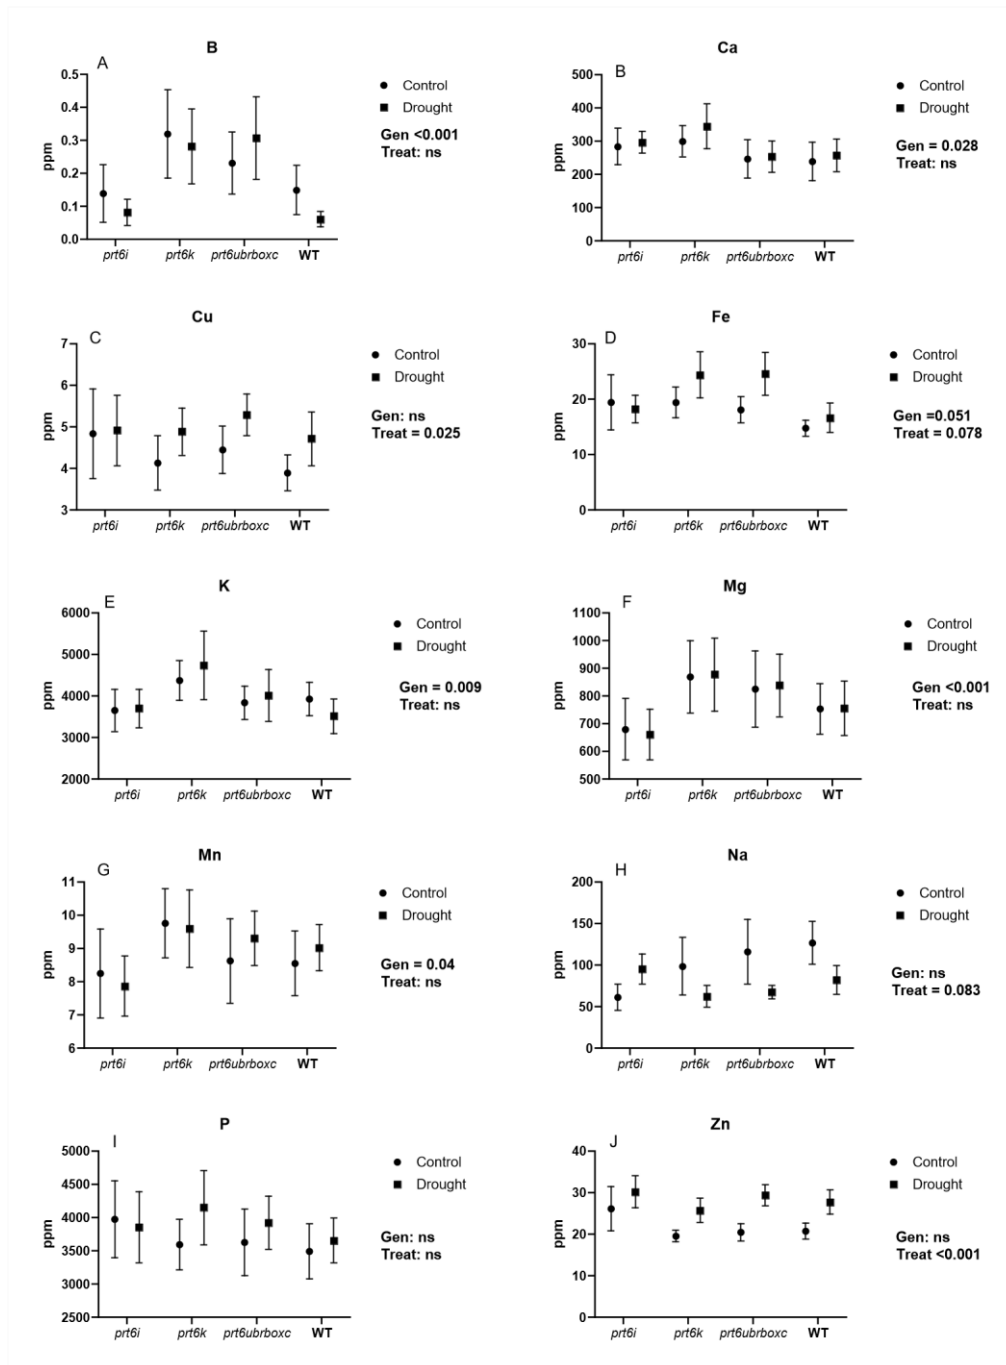 B
A
0.5
0.4
0.3
0.2
0.1
0.0
ppm
prt6i prt6k prt6ubrboxc WT
Control
Drought
Gen <0.001
Treat: ns
Ca
B
500
400
300
200
100
0
ppm
prt6i prt6k prt6ubrboxc WT
Control
Drought
Gen = 0.028
Treat: ns
Cu
C
7
6
5
4
3
ppm
prt6i prt6k prt6ubrboxc WT
Control
Drought
Gen: ns
Treat = 0.025
Fe
D
30
20
10
0
ppm
prt6i prt6k prt6ubrboxc WT
Control
Drought
Gen =0.051
Treat = 0.078
K
E
6000
5000
4000
3000
2000
ppm
prt6i prt6k prt6ubrboxc WT
Control
Drought
Gen = 0.009
Treat: ns
Mg
F
1100
1000
900
800
700
600
500
ppm
prt6i prt6k prt6ubrboxc WT
Control
Drought
Gen <0.001
Treat: ns
Mn
G
11
10
9
8
7
6
ppm
prt6i prt6k prt6ubrboxc WT
Control
Drought
Gen = 0.04
Treat: ns
Na
H
200
150
100
50
0
ppm
prt6i prt6k prt6ubrboxc WT
Control
Drought
Gen: ns
Treat = 0.083
P
I
5000
4500
4000
3500
3000
2500
ppm
prt6i prt6k prt6ubrboxc WT
Control
Drought
Gen: ns
Treat: ns
Zn
J
40
30
20
10
0
ppm
prt6i prt6k prt6ubrboxc WT
Control
Drought
Gen: ns
Treat <0.001